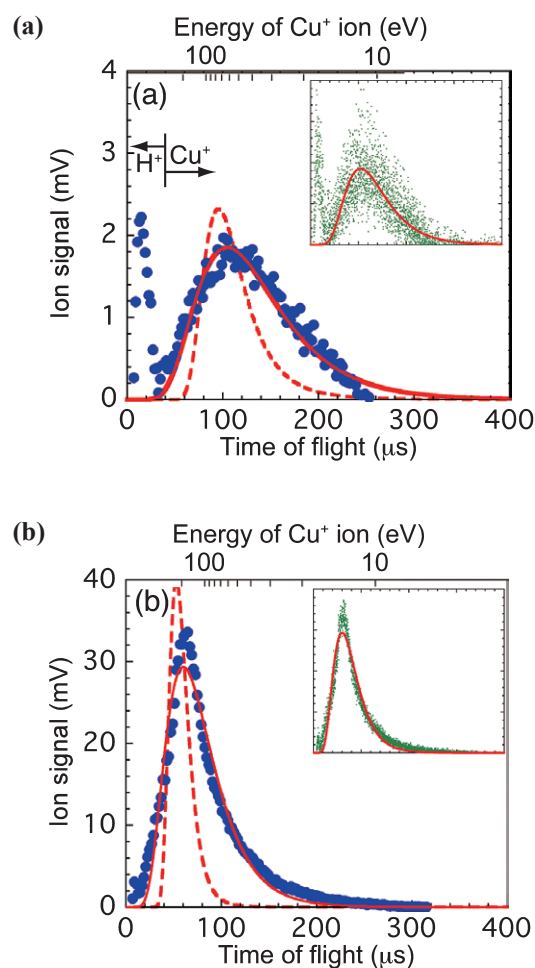 (a)
Energy of Cu⁺ ion (eV)
100 10
4
3
2
1
0
Ion signal (mV)
(a)
H⁺ Cu⁺
0 100 200 300 400
Time of flight (μs)
(b)
Energy of Cu⁺ ion (eV)
100 10
40
30
20
10
0
Ion signal (mV)
(b)
0 100 200 300 400
Time of flight (μs)